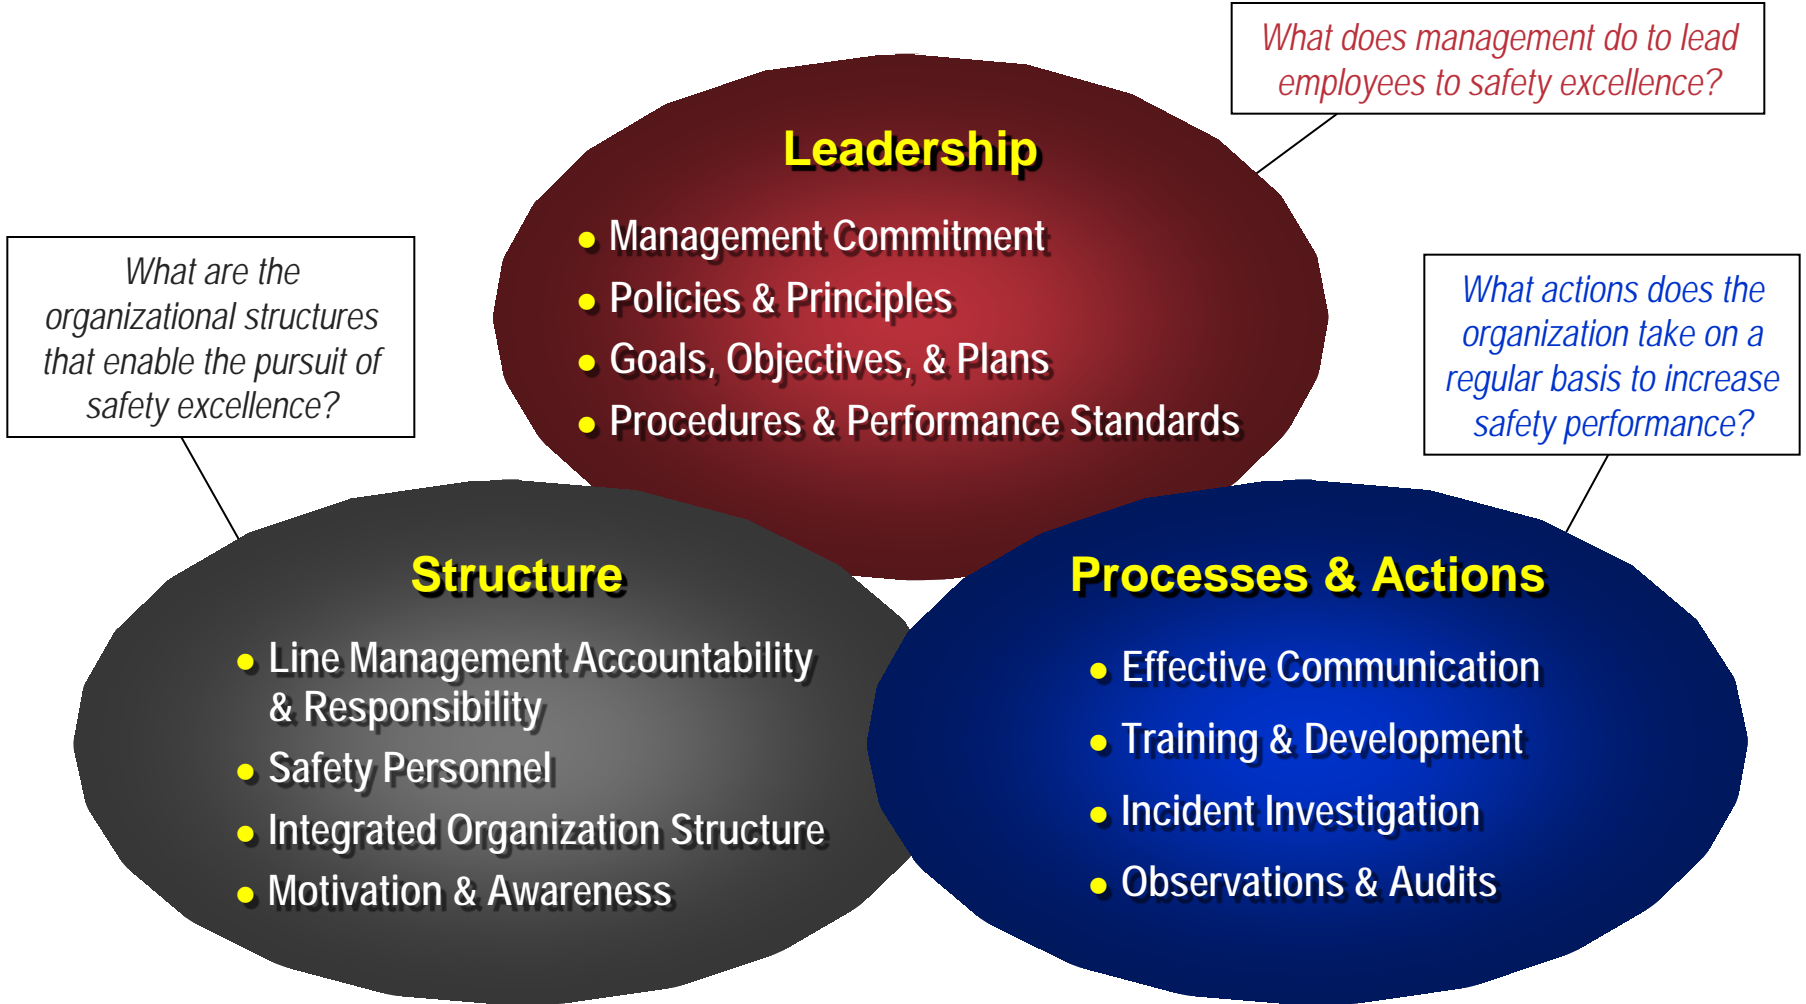 What does management do to lead
employees to safety excellence?
Leadership
● Management Commitment
● Policies & Principles
● Goals, Objectives, & Plans
● Procedures & Performance Standards
What are the
organizational structures
that enable the pursuit of
safety excellence?
What actions does the
organization take on a
regular basis to increase
safety performance?
Structure
● Line Management Accountability
& Responsibility
● Safety Personnel
● Integrated Organization Structure
● Motivation & Awareness
Processes & Actions
● Effective Communication
● Training & Development
● Incident Investigation
● Observations & Audits